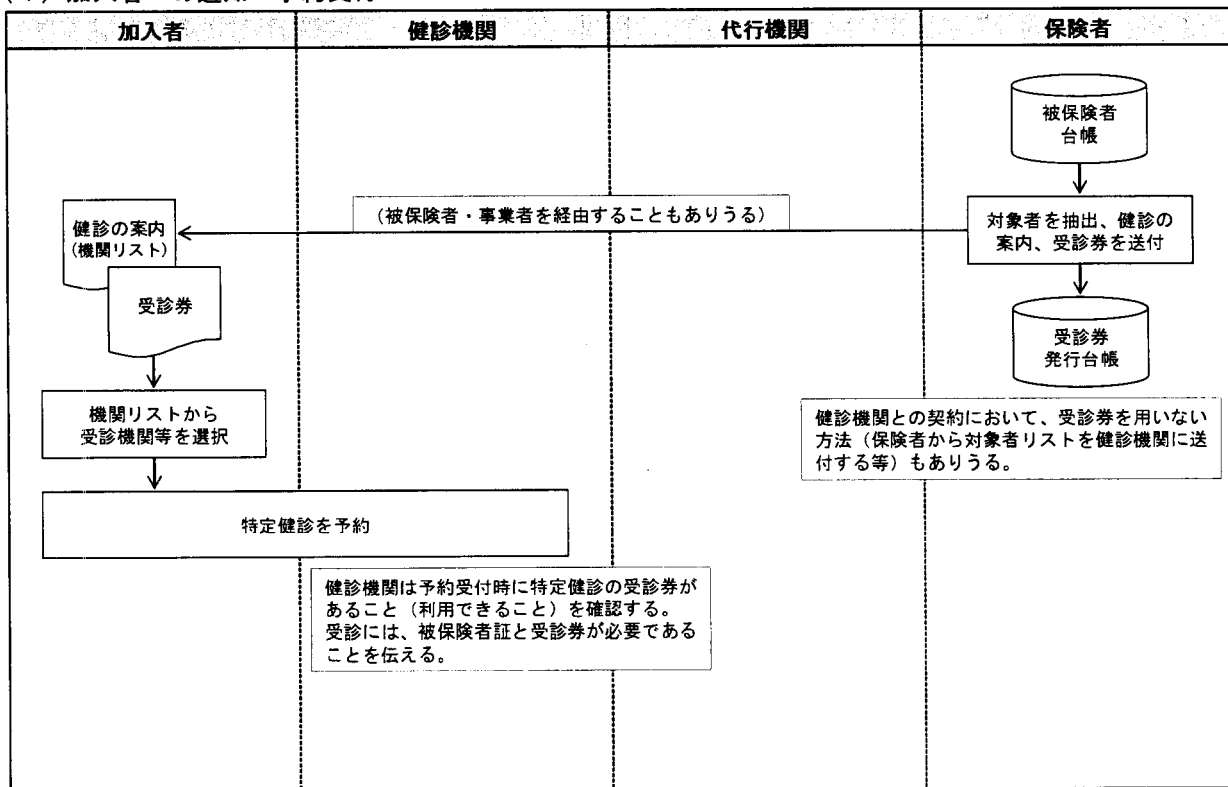 加入者
健診機関
代行機関
保険者
被保険者
台帳
(被保険者・事業者を経由することもありうる)
健診の案内
(機関リスト)
対象者を抽出、健診の
案内、受診券を送付
受診券
受診券
発行台帳
機関リストから
受診機関等を選択
健診機関との契約において、受診券を用いない
方法（保険者から対象者リストを健診機関に送
付する等）もありうる。
特定健診を予約
健診機関は予約受付時に特定健診の受診券が
あること（利用できること）を確認する。
受診には、被保険者証と受診券が必要である
ことを伝える。